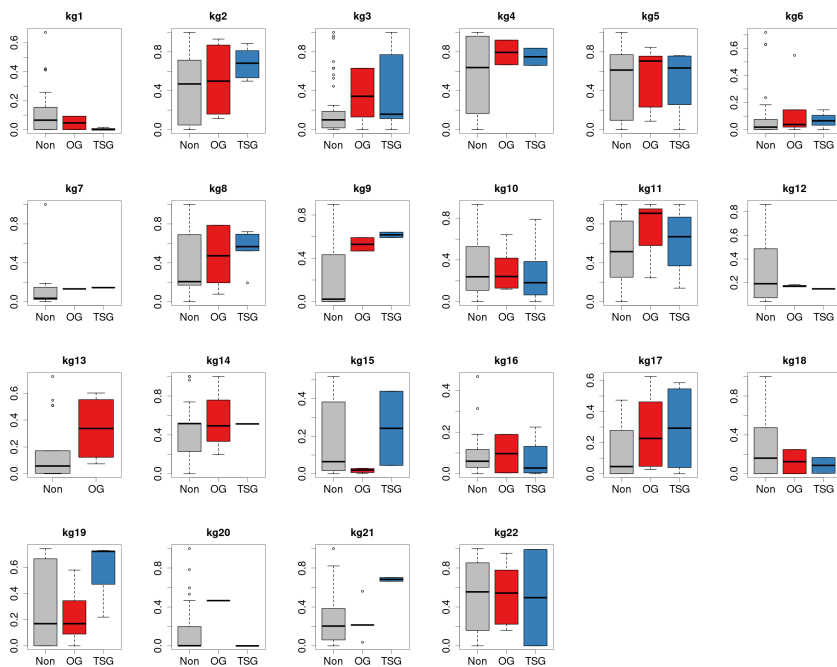 kg1
0.0 0.2 0.4 0.6
Non OG TSG
kg2
0.0 0.4 0.8
Non OG TSG
kg3
0.0 0.4 0.8
Non OG TSG
kg4
0.0 0.4 0.8
Non OG TSG
kg5
0.0 0.4 0.8
Non OG TSG
kg6
0.0 0.2 0.4 0.6
Non OG TSG
kg7
0.0 0.4 0.8
Non OG TSG
kg8
0.0 0.4 0.8
Non OG TSG
kg9
0.0 0.4 0.8
Non OG TSG
kg10
0.0 0.4 0.8
Non OG TSG
kg11
0.0 0.4 0.8
Non OG TSG
kg12
0.2 0.4 0.6 0.8
Non OG TSG
kg13
0.0 0.2 0.4 0.6
Non OG
kg14
0.0 0.4 0.8
Non OG TSG
kg15
0.0 0.2 0.4
Non OG TSG
kg16
0.0 0.2 0.4
Non OG TSG
kg17
0.0 0.2 0.4 0.6
Non OG TSG
kg18
0.0 0.4 0.8
Non OG TSG
kg19
0.0 0.2 0.4 0.6
Non OG TSG
kg20
0.0 0.4 0.8
Non OG TSG
kg21
0.0 0.4 0.8
Non OG TSG
kg22
0.0 0.4 0.8
Non OG TSG